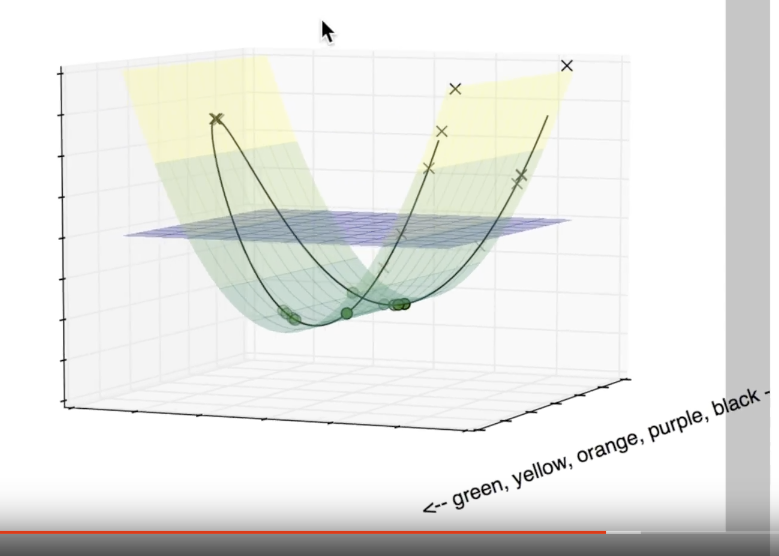 <-- green, yellow, orange, purple, black -